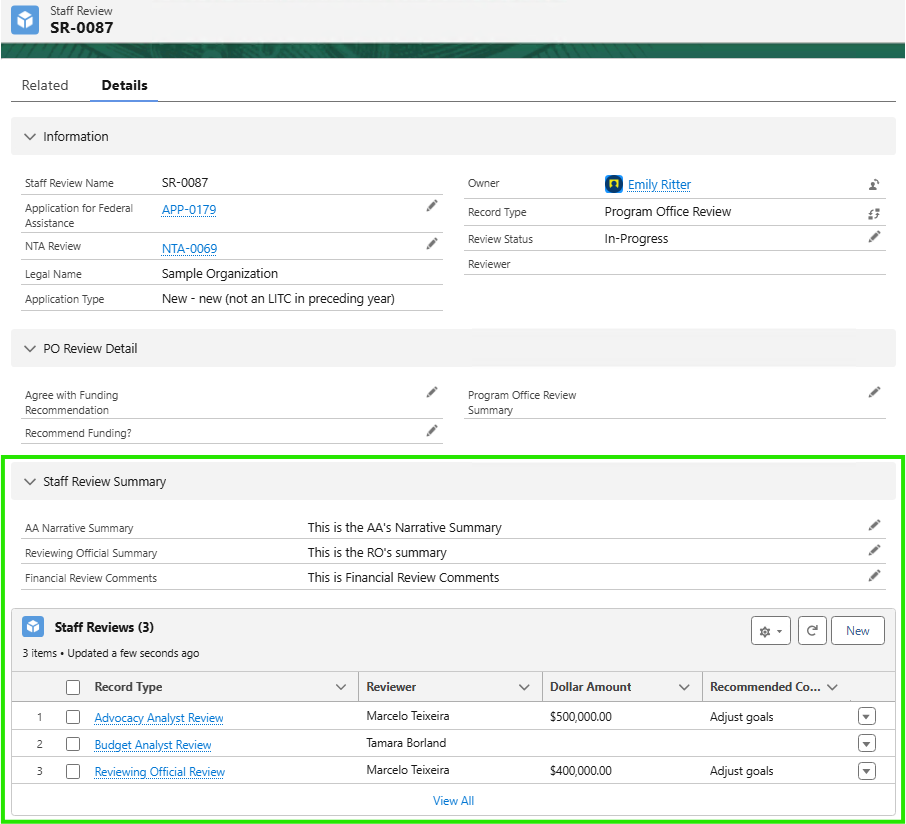 Staff Review
SR-0087
Related Details
Information
Staff Review Name SR-0087
Application for Federal
Assistance APP-0179
NTA Review NTA-0069
Legal Name Sample Organization
Application Type New - new (not an LITC in preceding year)
Owner Emily Ritter
Record Type Program Office Review
Review Status In-Progress
Reviewer
PO Review Detail
Agree with Funding
Recommendation
Recommend Funding?
Program Office Review
Summary
Staff Review Summary
AA Narrative Summary This is the AA's Narrative Summary
Reviewing Official Summary This is the RO's summary
Financial Review Comments This is Financial Review Comments
Staff Reviews (3)
3 items • Updated a few seconds ago
New
Record Type Reviewer Dollar Amount Recommended Co...
1 Advocacy Analyst Review Marcelo Teixeira $500,000.00 Adjust goals
2 Budget Analyst Review Tamara Borland
3 Reviewing Official Review Marcelo Teixeira $400,000.00 Adjust goals
View All